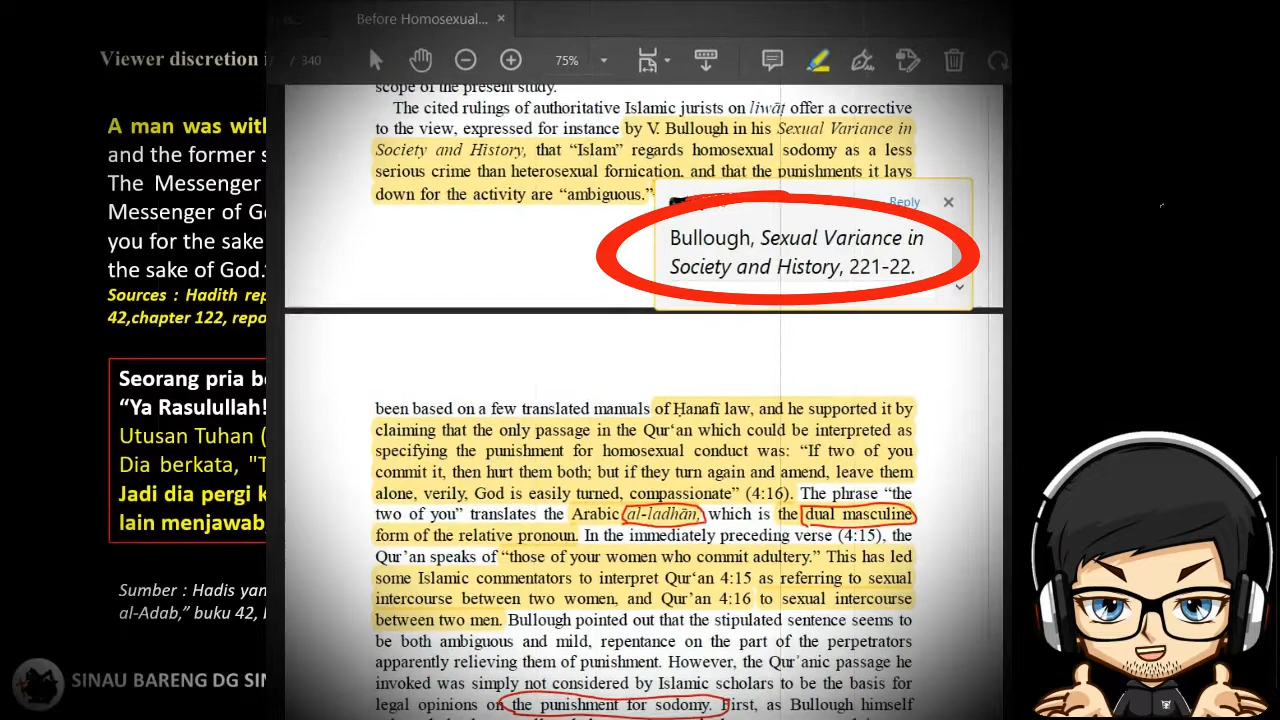 Before Homosexual...
Viewer discretion
/ 340
75%
A man was with
and the former s
The Messenger
Messenger of Go
you for the sake
the sake of God.
Sources : Hadith rep
42,chapter 122, repo
Seorang pria be
“Ya Rasulullah!
Utusan Tuhan (
Dia berkata, "T
Jadi dia pergi k
lain menjawab,
Sumber : Hadis yan
al-Adab,” buku 42, b
SINAU BARENG DG SIN
scope of the present study.
The cited rulings of authoritative Islamic jurists on liwāṭ offer a corrective
to the view, expressed for instance by V. Bullough in his Sexual Variance in
Society and History, that “Islam” regards homosexual sodomy as a less
serious crime than heterosexual fornication, and that the punishments it lays
down for the activity are “ambiguous.”
Reply
Bullough, Sexual Variance in
Society and History, 221-22.
been based on a few translated manuals of Ḥanafī law, and he supported it by
claiming that the only passage in the Qur‘an which could be interpreted as
specifying the punishment for homosexual conduct was: “If two of you
commit it, then hurt them both; but if they turn again and amend, leave them
alone, verily, God is easily turned, compassionate” (4:16). The phrase “the
two of you” translates the Arabic al-ladhān, which is the dual masculine
form of the relative pronoun. In the immediately preceding verse (4:15), the
Qur’an speaks of “those of your women who commit adultery.” This has led
some Islamic commentators to interpret Qur‘an 4:15 as referring to sexual
intercourse between two women, and Qur’an 4:16 to sexual intercourse
between two men. Bullough pointed out that the stipulated sentence seems to
be both ambiguous and mild, repentance on the part of the perpetrators
apparently relieving them of punishment. However, the Qur’anic passage he
invoked was simply not considered by Islamic scholars to be the basis for
legal opinions on the punishment for sodomy. First, as Bullough himself